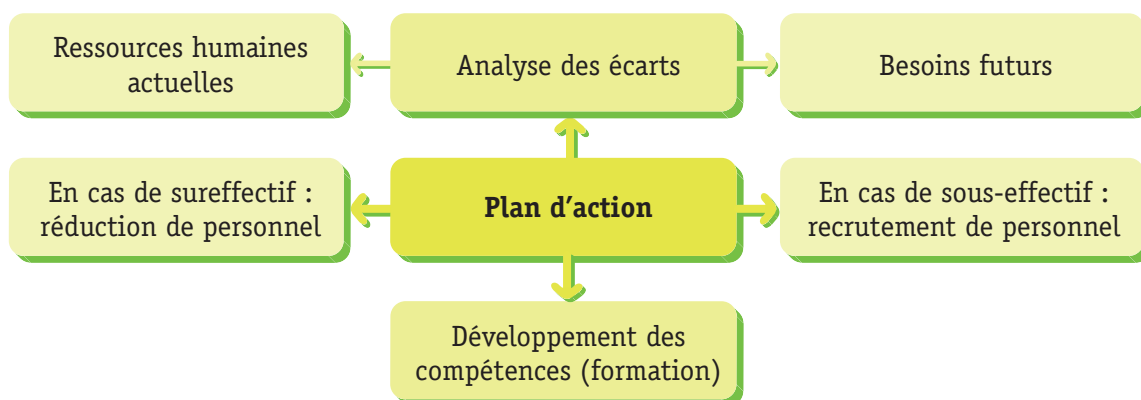 Ressources humaines
actuelles
Analyse des écarts
Besoins futurs
En cas de sureffectif :
réduction de personnel
Plan d’action
En cas de sous-effectif :
recrutement de personnel
Développement des
compétences (formation)